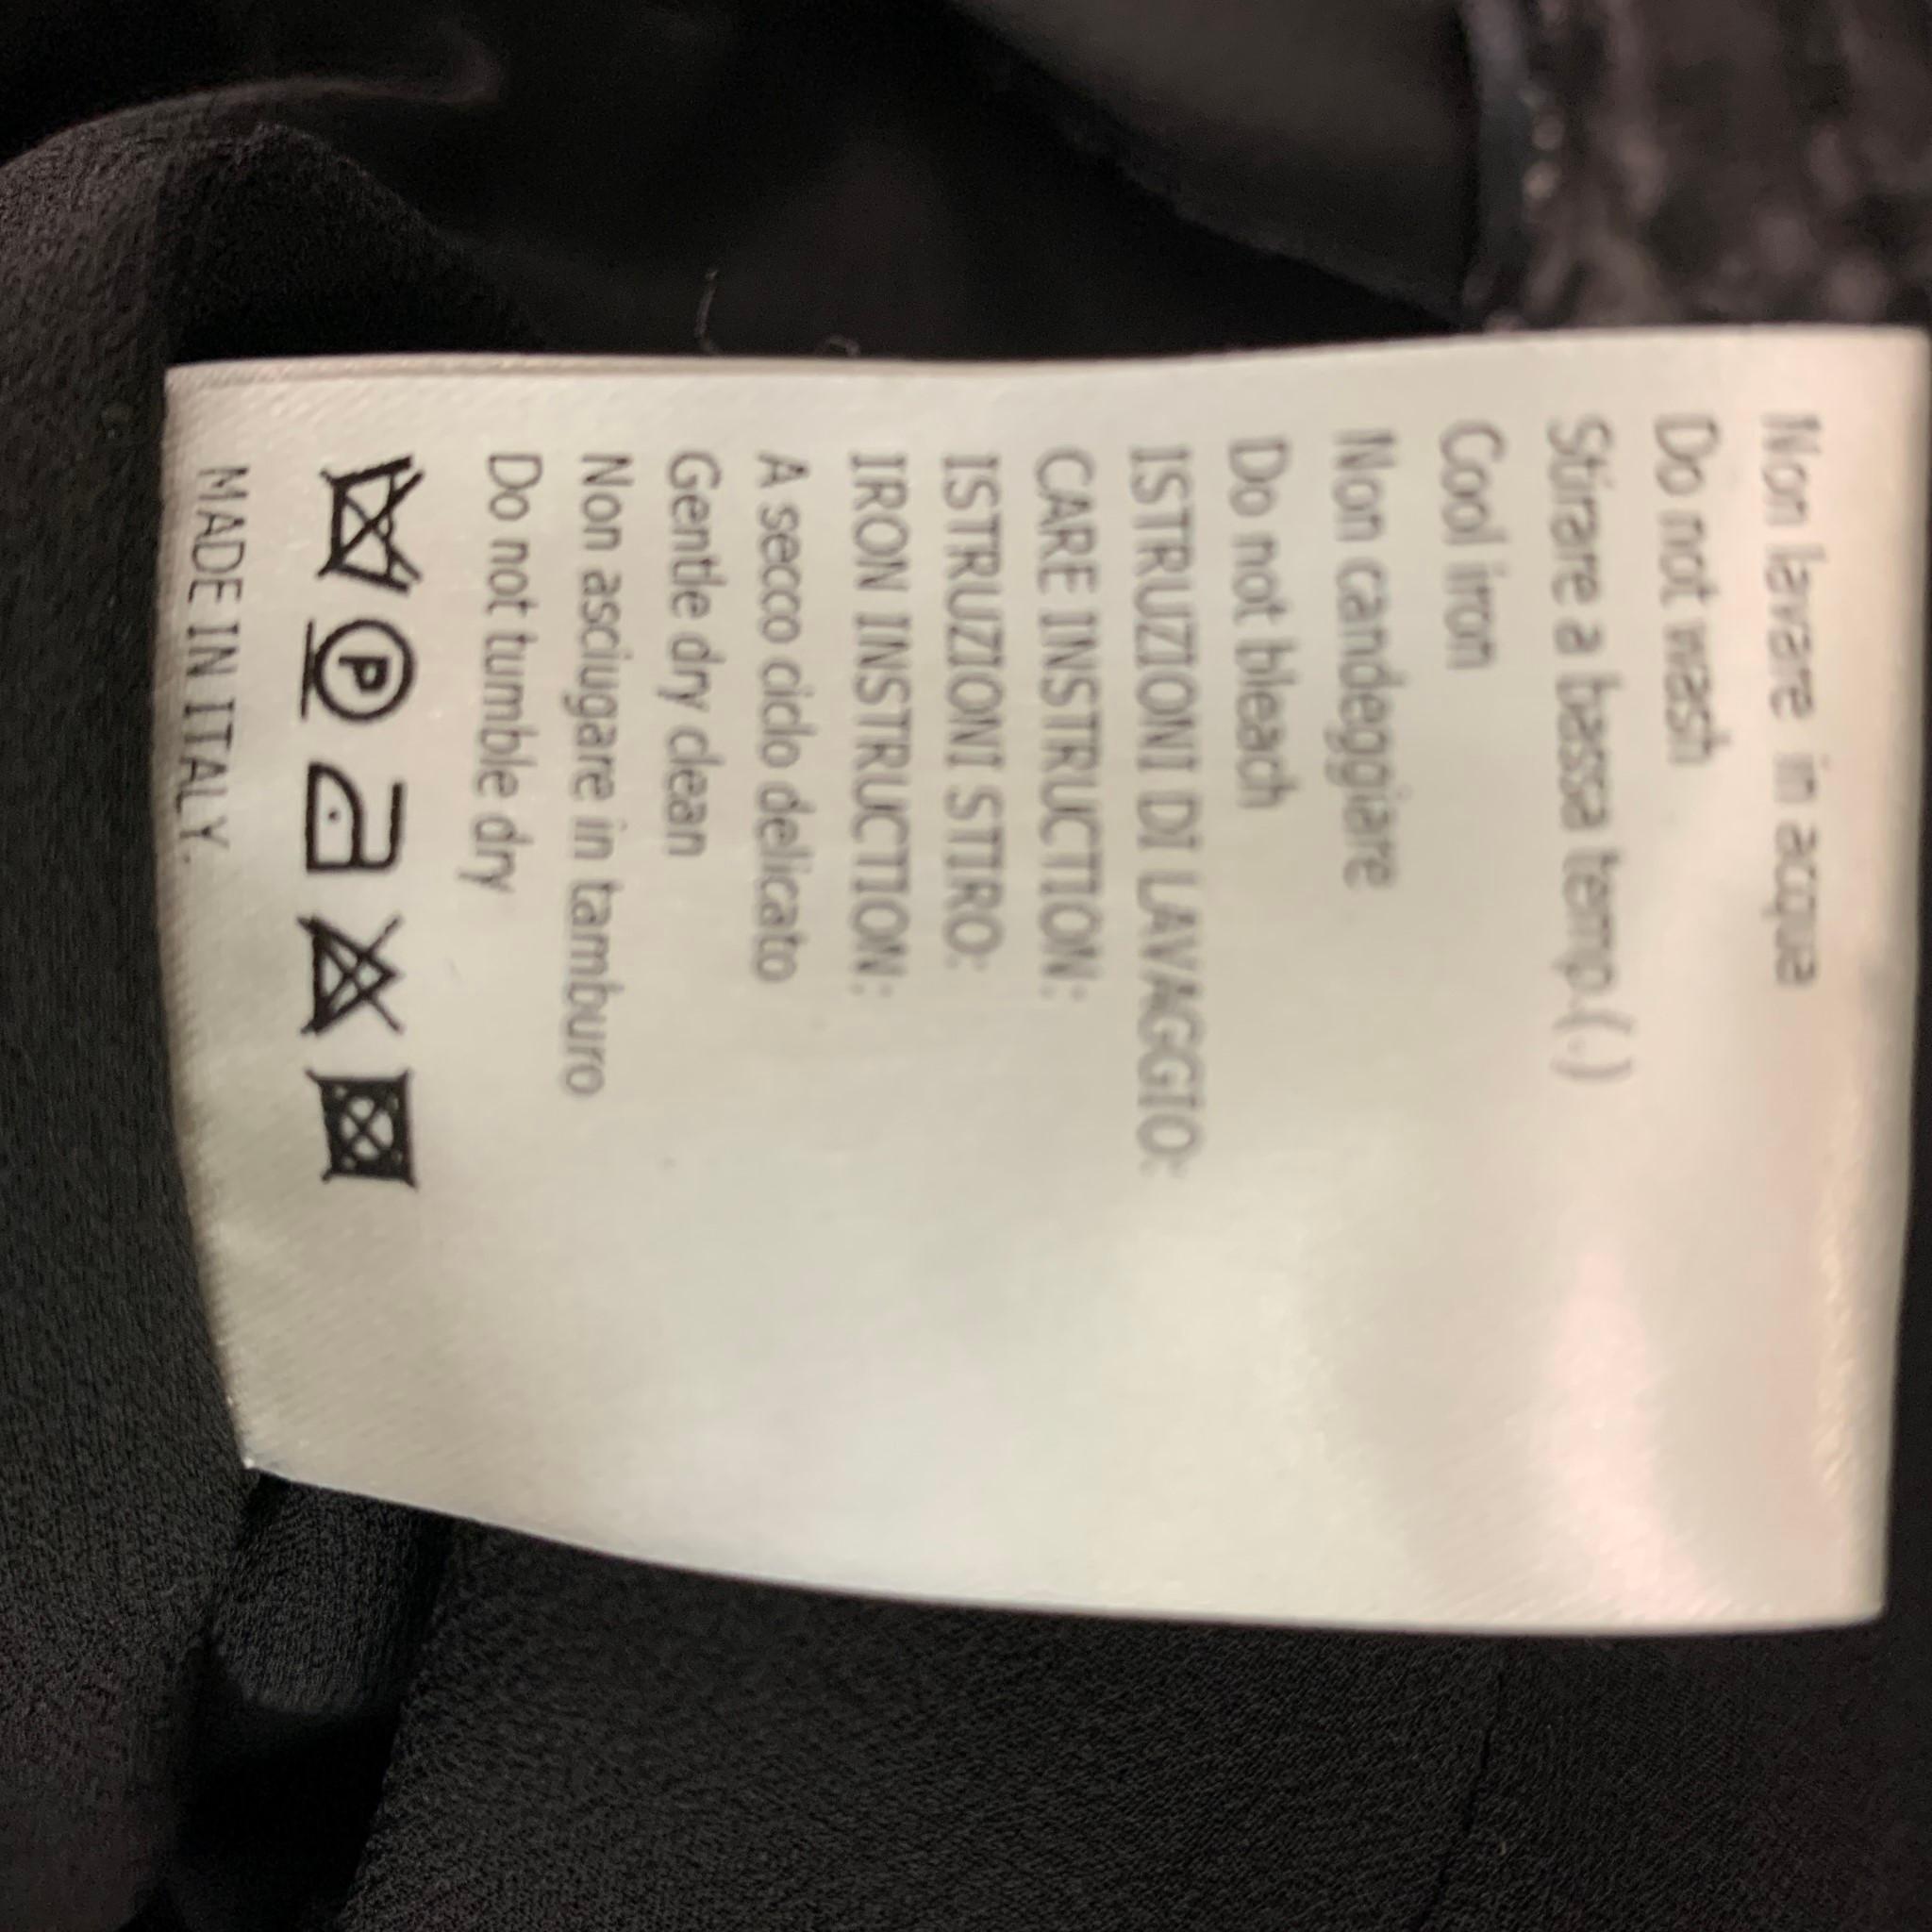 Non lavare in acque
Do not wash
Stirare a bassa temp.(.)
Cool iron
Non candeggiare
Do not bleach
ISTRUZIONI DI LAVAGGIO:
CARE INSTRUCTION:
ISTRUZIONI STIRO:
IRON INSTRUCTION:
A secco ciclo delicato
Gentle dry clean
Non asciugare in tamburo
Do not tumble dry
P
MADE IN ITALY.